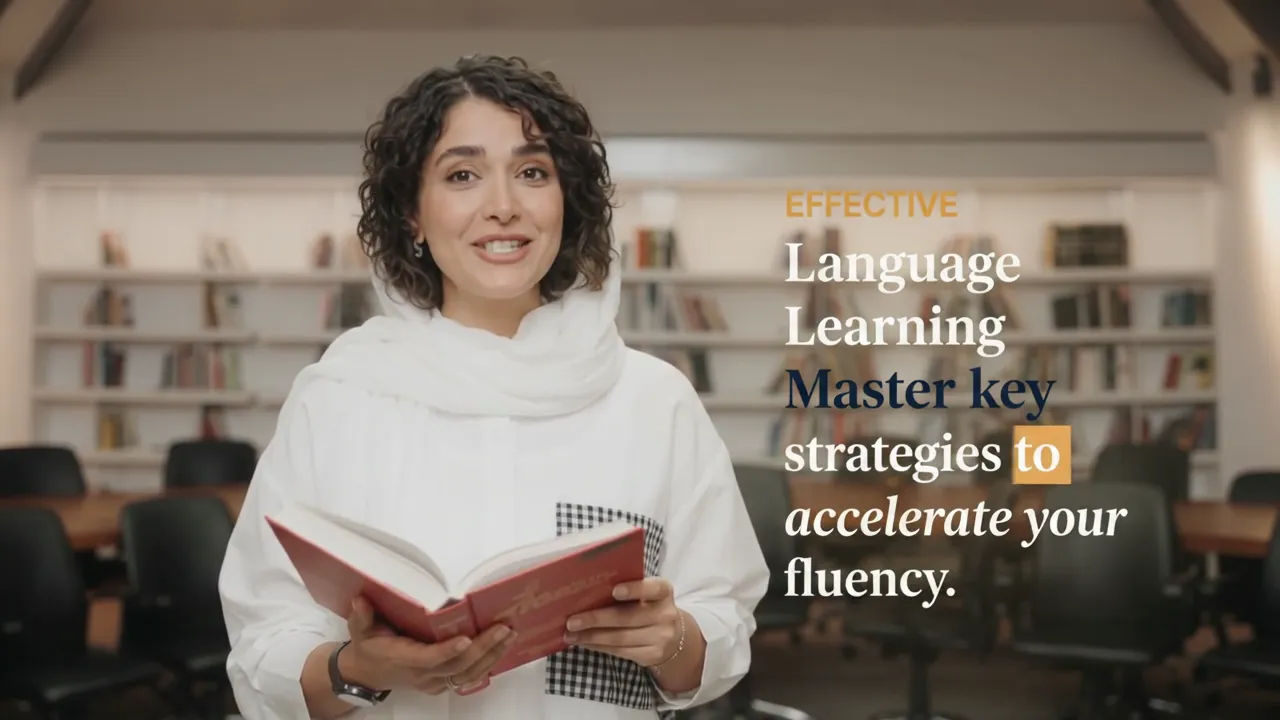 EFFECTIVE
Language
Learning
Master key
strategies to
accelerate your
fluency.